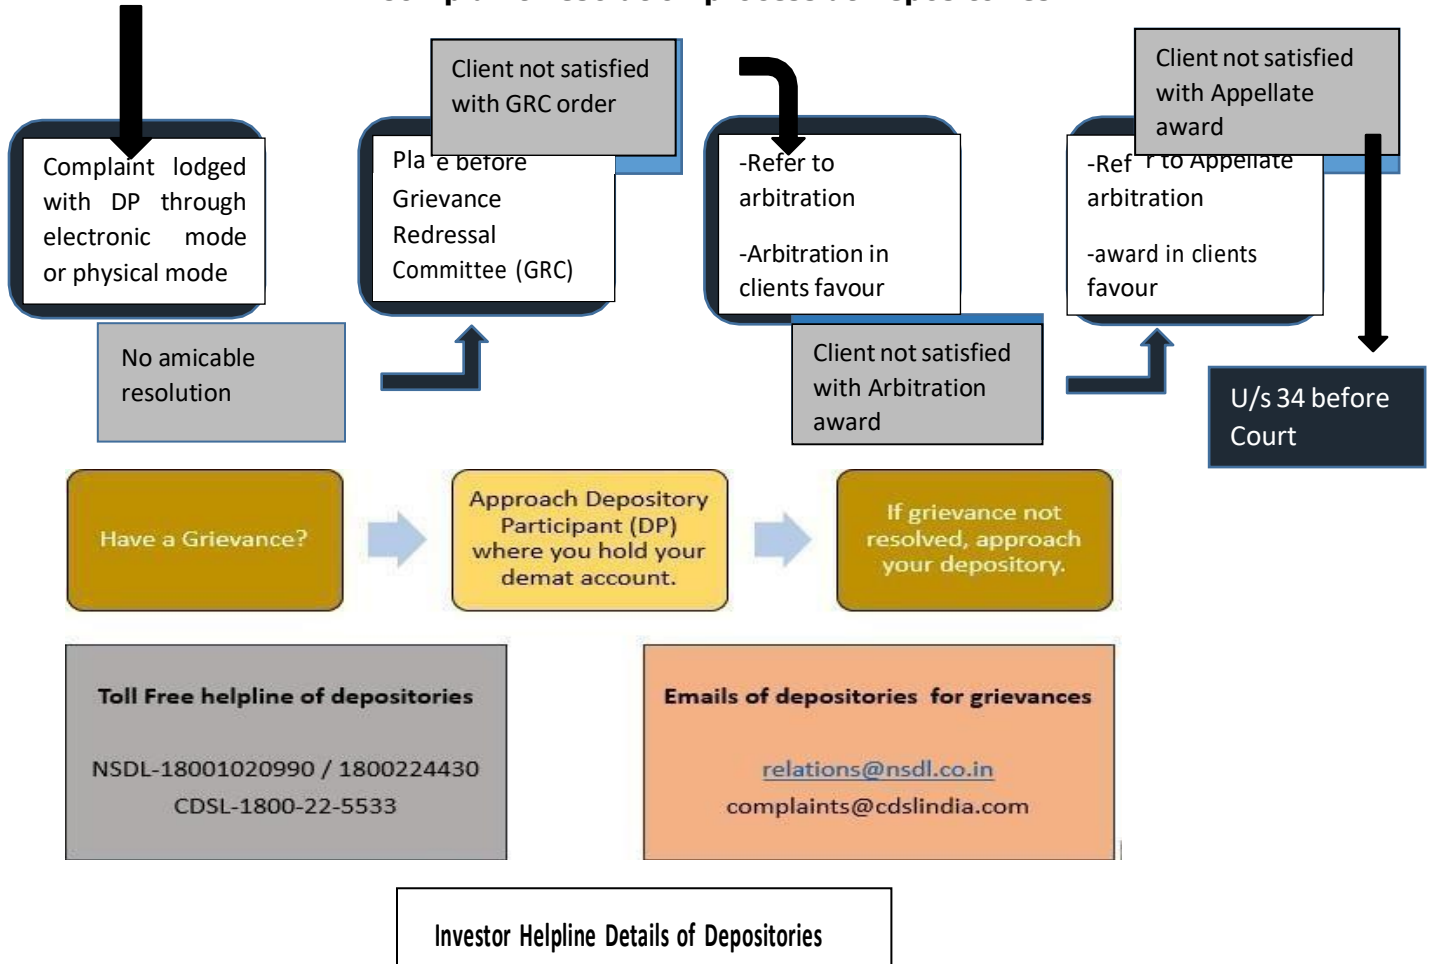 Client not satisfied
with GRC order
Client not satisfied
with Appellate
award
Complaint lodged
with DP through
electronic mode
or physical mode
Pla e before
Grievance
Redressal
Committee (GRC)
-Refer to
arbitration
-Arbitration in
clients favour
-Ref r to Appellate
arbitration
-award in clients
favour
No amicable
resolution
Client not satisfied
with Arbitration
award
U/s 34 before
Court
Have a Grievance?
Approach Depository
Participant (DP)
where you hold your
demat account.
If grievance not
resolved, approach
your depository.
Toll Free helpline of depositories
NSDL-18001020990 / 1800224430
CDSL-1800-22-5533
Emails of depositories for grievances
relations@nsdl.co.in
complaints@cdslindia.com
Investor Helpline Details of Depositories